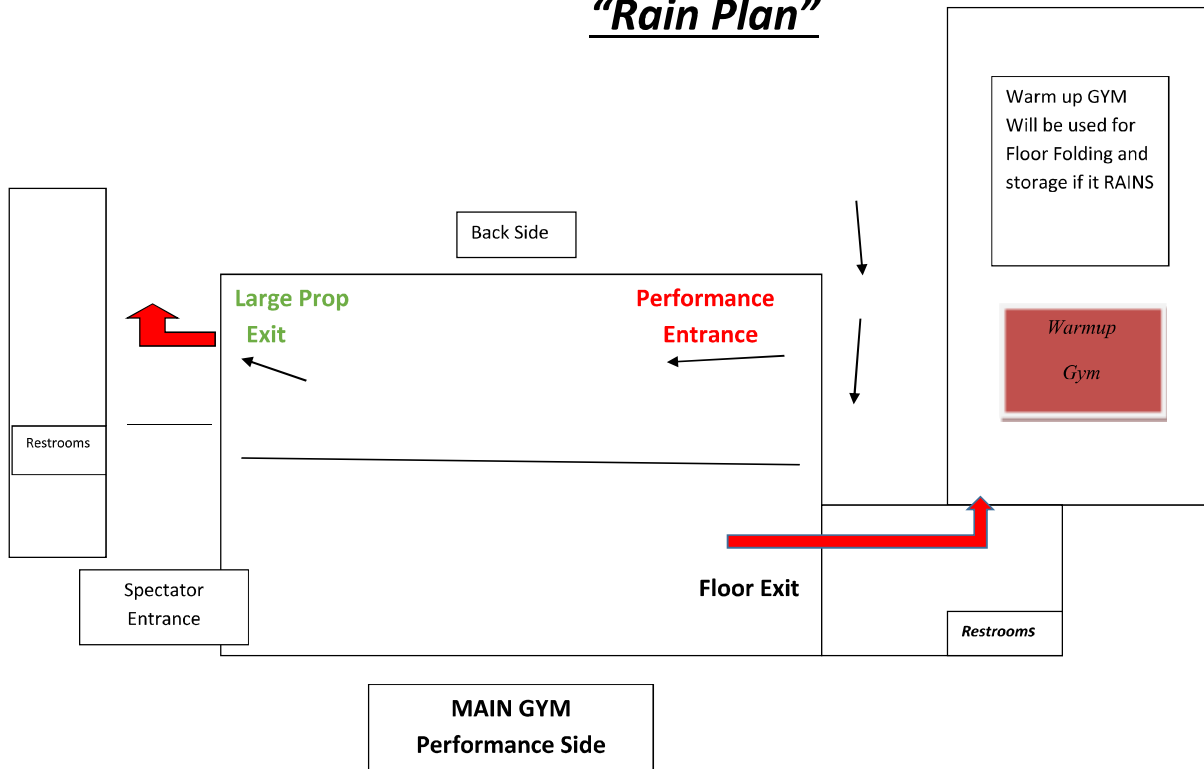 “Rain Plan”
Warm up GYM
Will be used for
Floor Folding and
storage if it RAINS
Back Side
Large Prop
Exit
Performance
Entrance
Warmup
Gym
Restrooms
Spectator
Entrance
Floor Exit
Restrooms
MAIN GYM
Performance Side